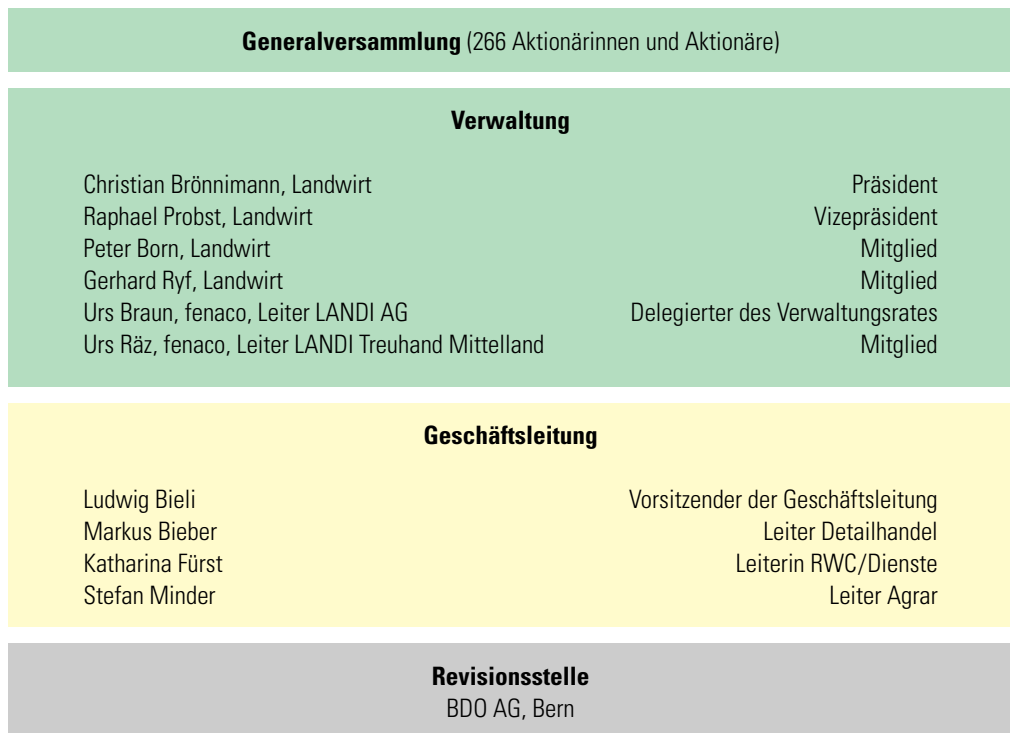 Generalversammlung (266 Aktionärinnen und Aktionäre)
Verwaltung
Christian Brönnimann, Landwirt Präsident
Raphael Probst, Landwirt Vizepräsident
Peter Born, Landwirt Mitglied
Gerhard Ryf, Landwirt Mitglied
Urs Braun, fenaco, Leiter LANDI AG Delegierter des Verwaltungsrates
Urs Räz, fenaco, Leiter LANDI Treuhand Mittelland Mitglied
Geschäftsleitung
Ludwig Bieli Vorsitzender der Geschäftsleitung
Markus Bieber Leiter Detailhandel
Katharina Fürst Leiterin RWC/Dienste
Stefan Minder Leiter Agrar
Revisionsstelle
BDO AG, Bern